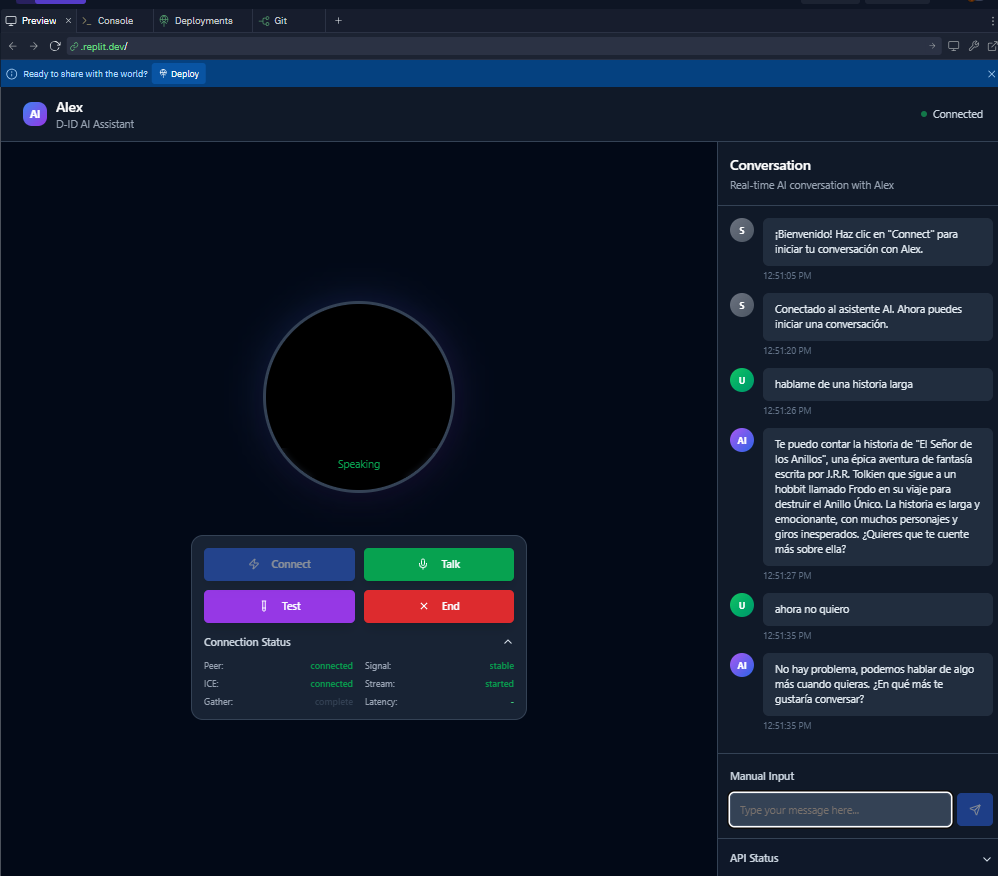 Preview
Console
Deployments
Git
.replit.dev/
Ready to share with the world?
Deploy
AI
Alex
D-ID AI Assistant
Connected
Speaking
Connect
Talk
Test
End
Connection Status
Peer:
connected
Signal:
stable
ICE:
connected
Stream:
started
Gather:
complete
Latency:
-
Conversation
Real-time AI conversation with Alex
S
¡Bienvenido! Haz clic en "Connect" para
iniciar tu conversación con Alex.
12:51:05 PM
S
Conectado al asistente AI. Ahora puedes
iniciar una conversación.
12:51:20 PM
U
hablame de una historia larga
12:51:26 PM
AI
Te puedo contar la historia de "El Señor de
los Anillos", una épica aventura de fantasía
escrita por J.R.R. Tolkien que sigue a un
hobbit llamado Frodo en su viaje para
destruir el Anillo Único. La historia es larga y
emocionante, con muchos personajes y
giros inesperados. ¿Quieres que te cuente
más sobre ella?
12:51:27 PM
U
ahora no quiero
12:51:35 PM
AI
No hay problema, podemos hablar de algo
más cuando quieras. ¿En qué más te
gustaría conversar?
12:51:35 PM
Manual Input
Type your message here...
API Status